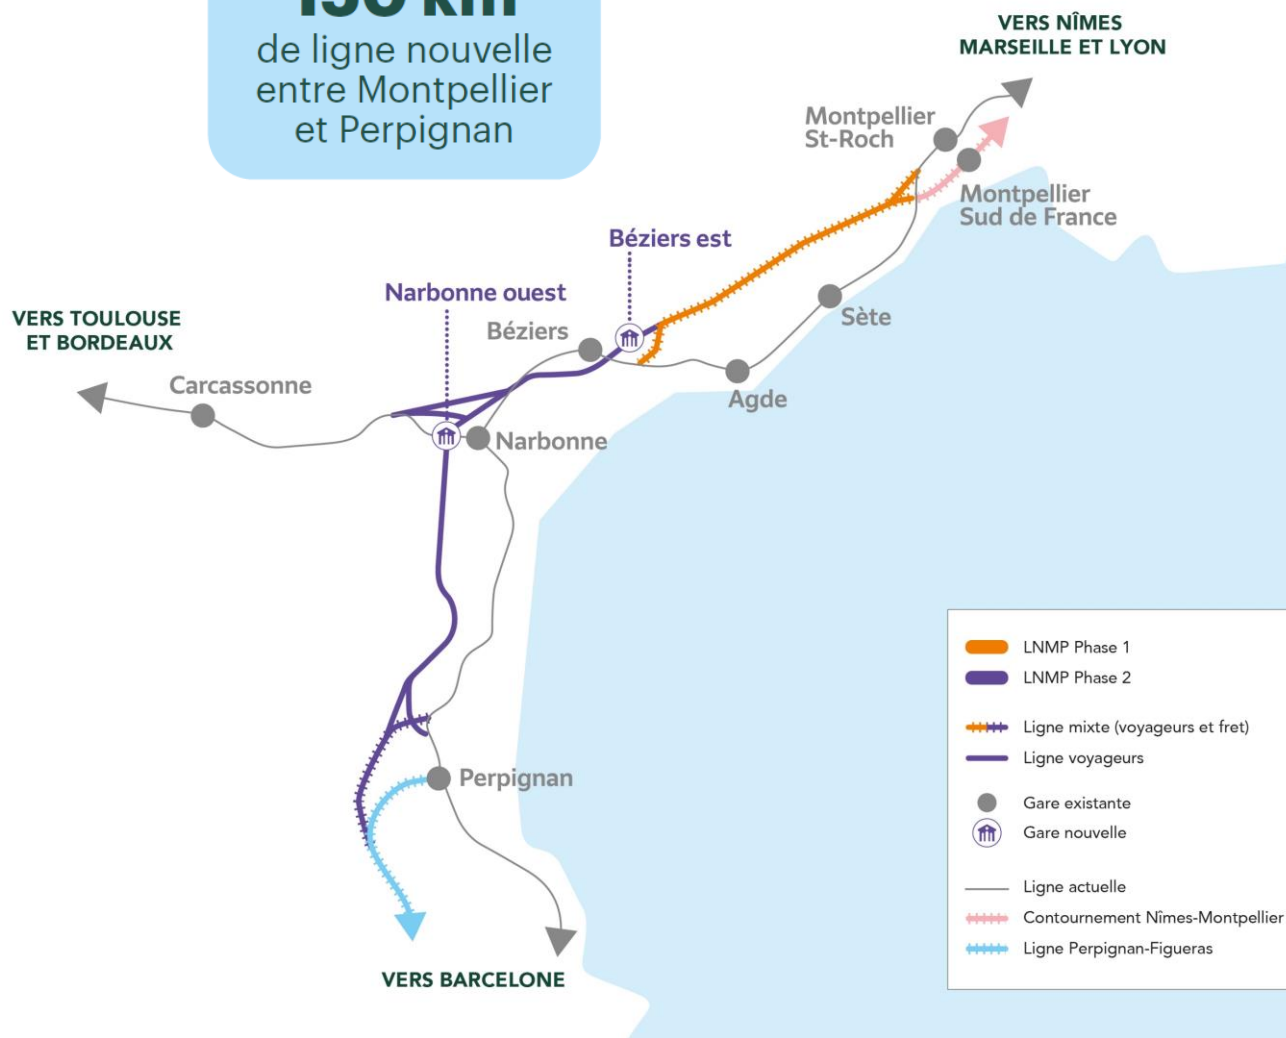 150 km
de ligne nouvelle
entre Montpellier
et Perpignan
VERS NÎMES
MARSEILLE ET LYON
Montpellier
St-Roch
Montpellier
Sud de France
Béziers est
Narbonne ouest
Béziers
Sète
VERS TOULOUSE
ET BORDEAUX
Carcassonne
Agde
Narbonne
Perpignan
VERS BARCELONE
LNMP Phase 1
LNMP Phase 2
Ligne mixte (voyageurs et fret)
Ligne voyageurs
Gare existante
Gare nouvelle
Ligne actuelle
Contournement Nîmes-Montpellier
Ligne Perpignan-Figueras